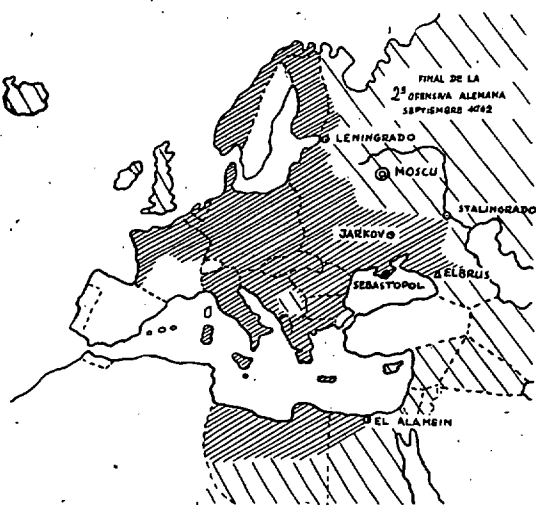 FINAL DE LA
2ª OFENSIVA ALEMANA
SEPTIEMBRE 1942
LENINGRADO
MOSCU
STALINGRADO
JARKOV
ELBRUS
SEBASTOPOL
EL ALAMEIN